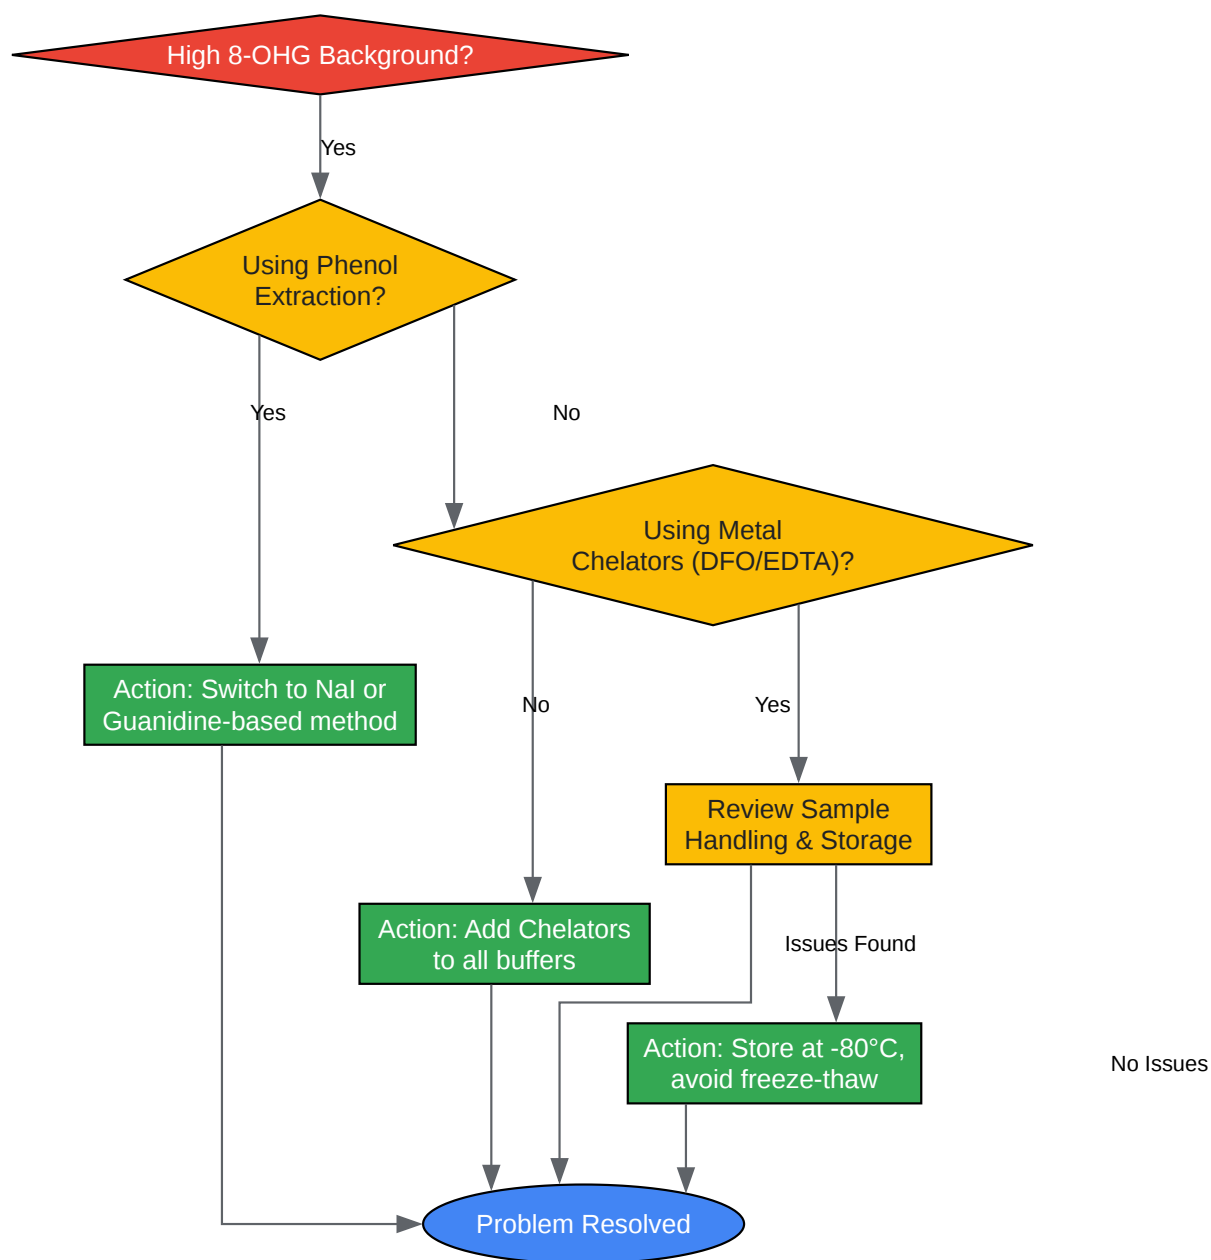 High 8-OHG Background?
Yes
Using Phenol
Extraction?
Yes
No
Using Metal
Chelators (DFO/EDTA)?
Action: Switch to NaI or
Guanidine-based method
No
Yes
Review Sample
Handling & Storage
Action: Add Chelators
to all buffers
Issues Found
Action: Store at -80°C,
avoid freeze-thaw
No Issues
Problem Resolved